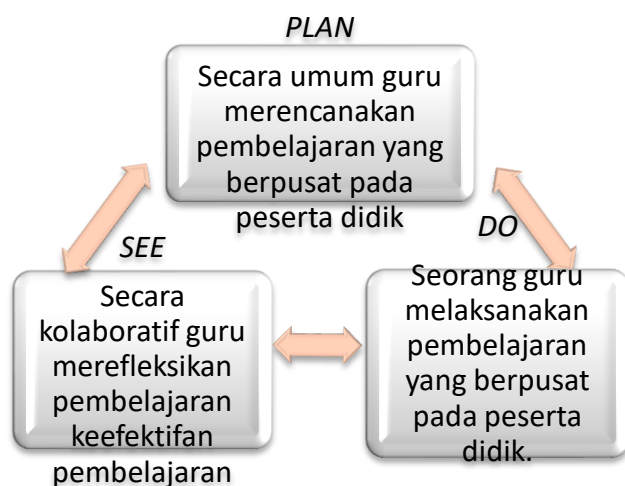 PLAN
Secara umum guru
merencanakan
pembelajaran yang
berpusat pada
peserta didik
SEE
DO
Secara
kolaboratif guru
merefleksikan
pembelajaran
keefektifan
pembelajaran
Seorang guru
melaksanakan
pembelajaran
yang berpusat
pada peserta
didik.